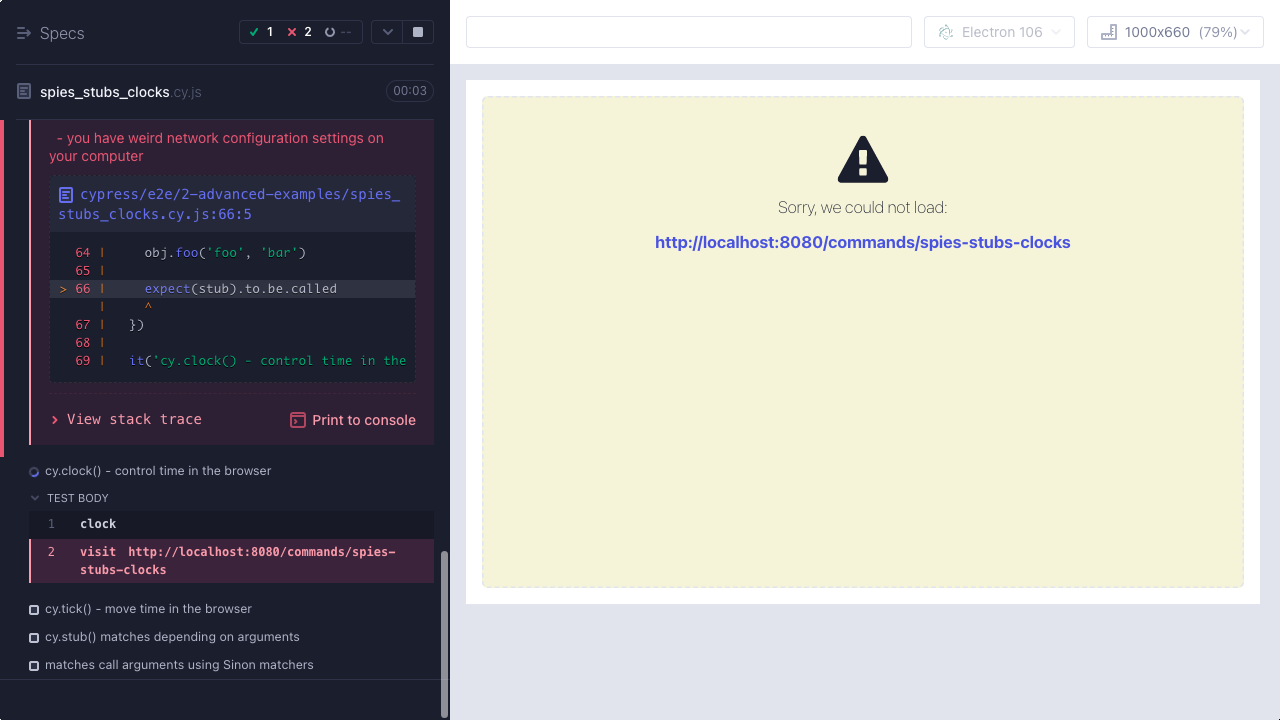 Specs
1
2
--
Electron 106
1000x660 (79%)
spies_stubs_clocks.cy.js
00:03
- you have weird network configuration settings on
your computer
cypress/e2e/2-advanced-examples/spies_
stubs_clocks.cy.js:66:5
64 | obj.foo('foo', 'bar')
65 |
> 66 | expect(stub).to.be.called
| ^
67 | })
68 |
69 | it('cy.clock() - control time in the
View stack trace
Print to console
cy.clock() - control time in the browser
TEST BODY
1 clock
2 visit http://localhost:8080/commands/spies-
stubs-clocks
cy.tick() - move time in the browser
cy.stub() matches depending on arguments
matches call arguments using Sinon matchers
Sorry, we could not load:
http://localhost:8080/commands/spies-stubs-clocks